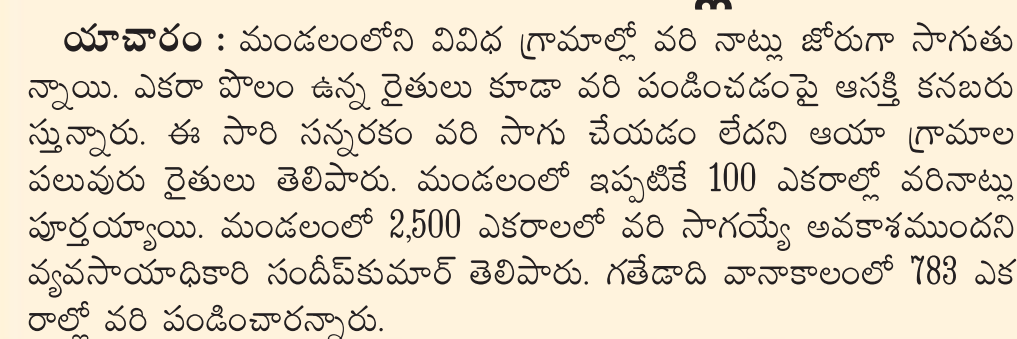 యాచారం : మండలంలోని వివిధ గ్రామాల్లో వరి నాట్లు జోరుగా సాగుతు
న్నాయి. ఎకరా పొలం ఉన్న రైతులు కూడా వరి పండించడంపై ఆసక్తి కనబరు
స్తున్నారు. ఈ సారి సన్నరకం వరి సాగు చేయడం లేదని ఆయా గ్రామాల
పలువురు రైతులు తెలిపారు. మండలంలో ఇప్పటికే 100 ఎకరాల్లో వరినాట్లు
పూర్తయ్యాయి. మండలంలో 2,500 ఎకరాలలో వరి సాగయ్యే అవకాశముందని
వ్యవసాయాధికారి సందీప్‌కుమార్ తెలిపారు. గతేడాది వానాకాలంలో 783 ఎక
రాల్లో వరి పండించారన్నారు.